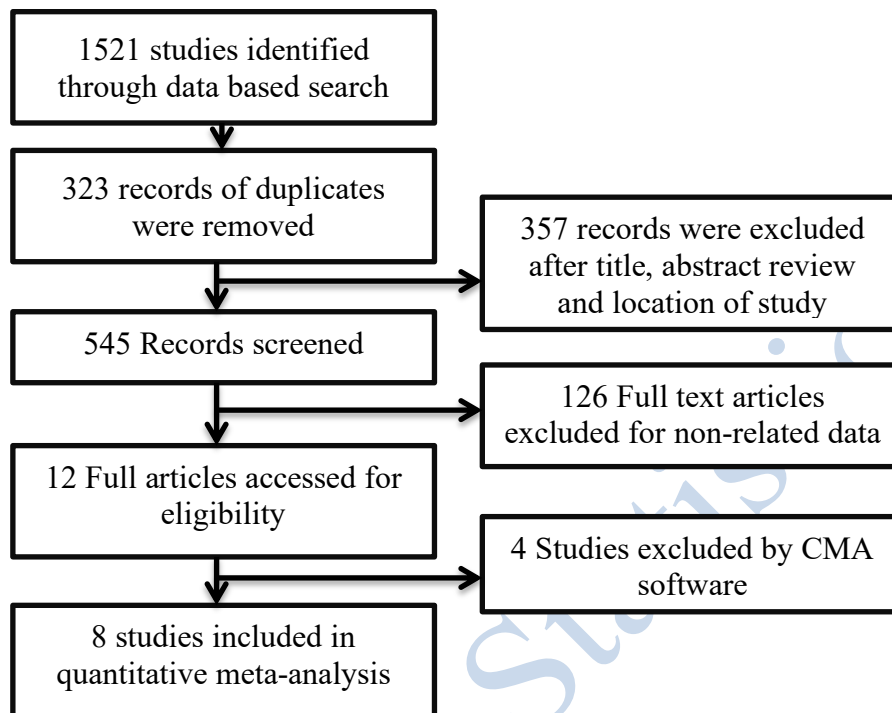 1521 studies identified
through data based search
323 records of duplicates
were removed
357 records were excluded
after title, abstract review
and location of study
545 Records screened
126 Full text articles
excluded for non-related data
12 Full articles accessed for
eligibility
4 Studies excluded by CMA
software
8 studies included in
quantitative meta-analysis